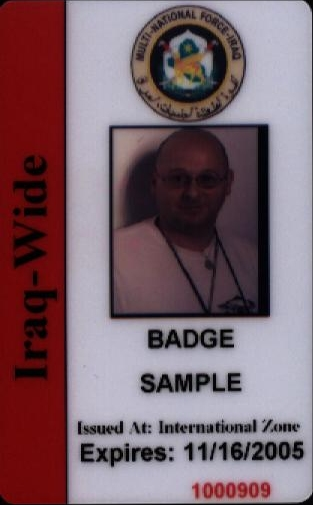 MULTI-NATIONAL FORCE-IRAQ
Iraq-Wide
BADGE
SAMPLE
Issued At: International Zone
Expires: 11/16/2005
1000909